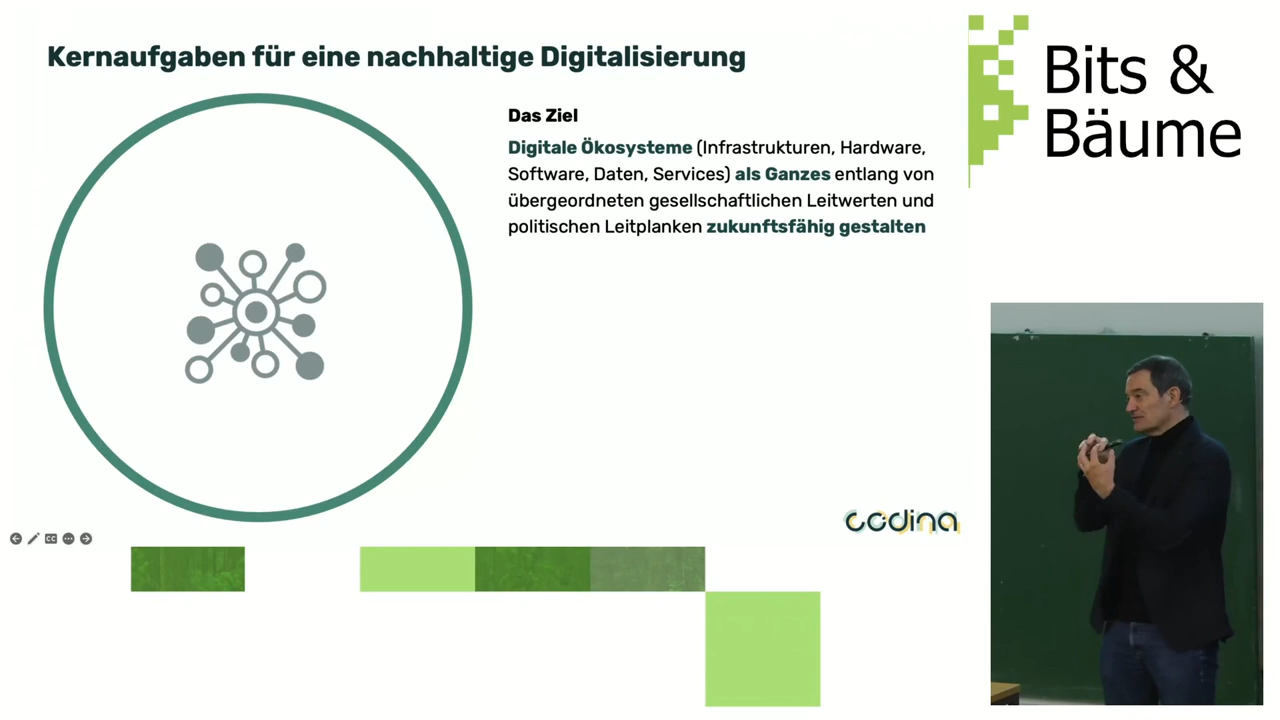 Kernaufgaben für eine nachhaltige Digitalisierung
Das Ziel
Digitale Ökosysteme (Infrastrukturen, Hardware,
Software, Daten, Services) als Ganzes entlang von
übergeordneten gesellschaftlichen Leitwerten und
politischen Leitplanken zukunftsfähig gestalten
codina
CC
Bits &
Bäume